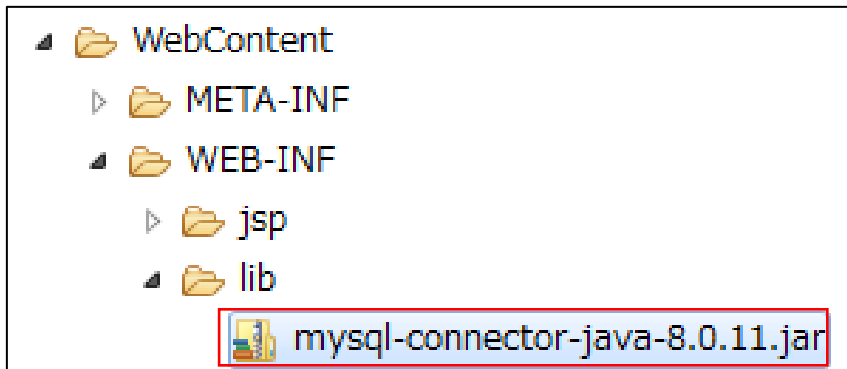 WebContent
META-INF
WEB-INF
jsp
lib
mysql-connector-java-8.0.11.jar